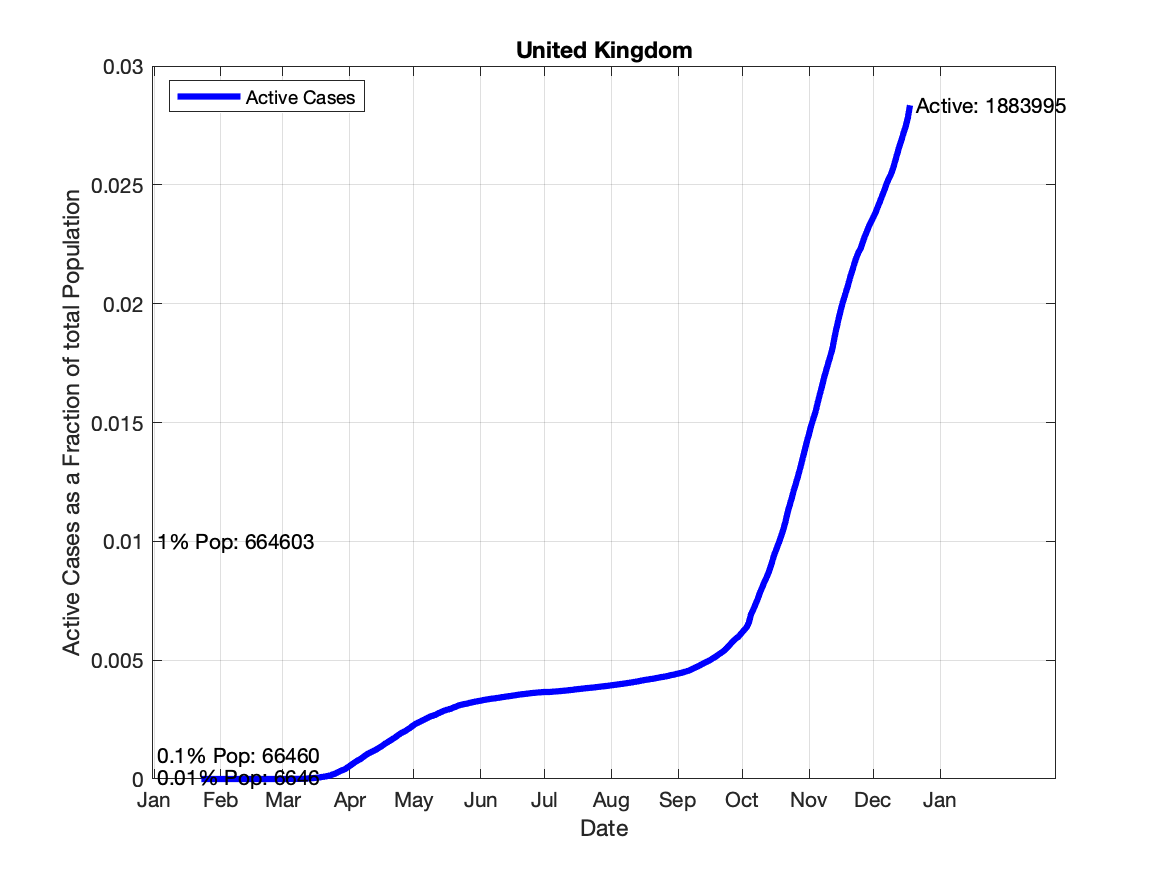 United Kingdom
0.03
Active Cases
Active: 1883995
0.025
0.02
0.015
0.01
1% Pop: 664603
0.005
0.1% Pop: 66460
0
0.01% Pop: 6646
Jan Feb Mar Apr May Jun Jul Aug Sep Oct Nov Dec Jan
Date
Active Cases as a Fraction of total Population